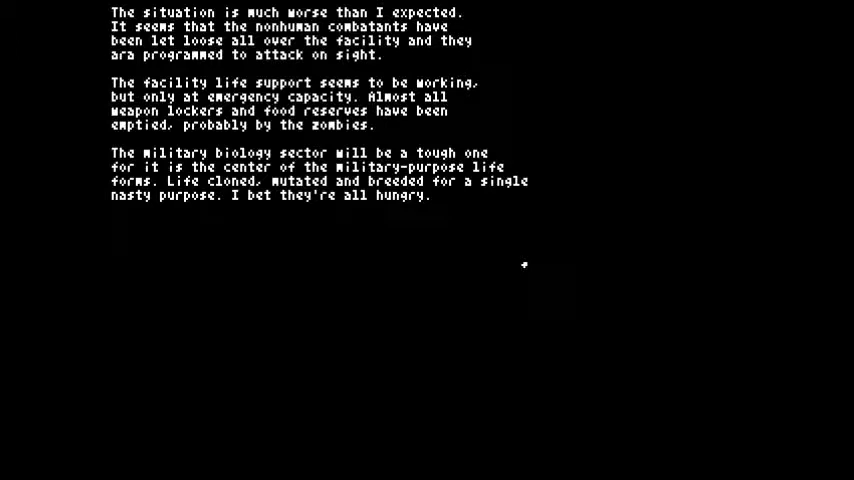 The situation is much worse than I expected.
It seems that the nonhuman combatants have
been let loose all over the facility and they
ara programmed to attack on sight.
The facility life support seems to be working,
but only at emergency capacity. Almost all
weapon lockers and food reserves have been
emptied, probably by the zombies.
The military biology sector will be a tough one
for it is the center of the military-purpose life
forms. Life cloned, mutated and breeded for a single
nasty purpose. I bet they're all hungry.